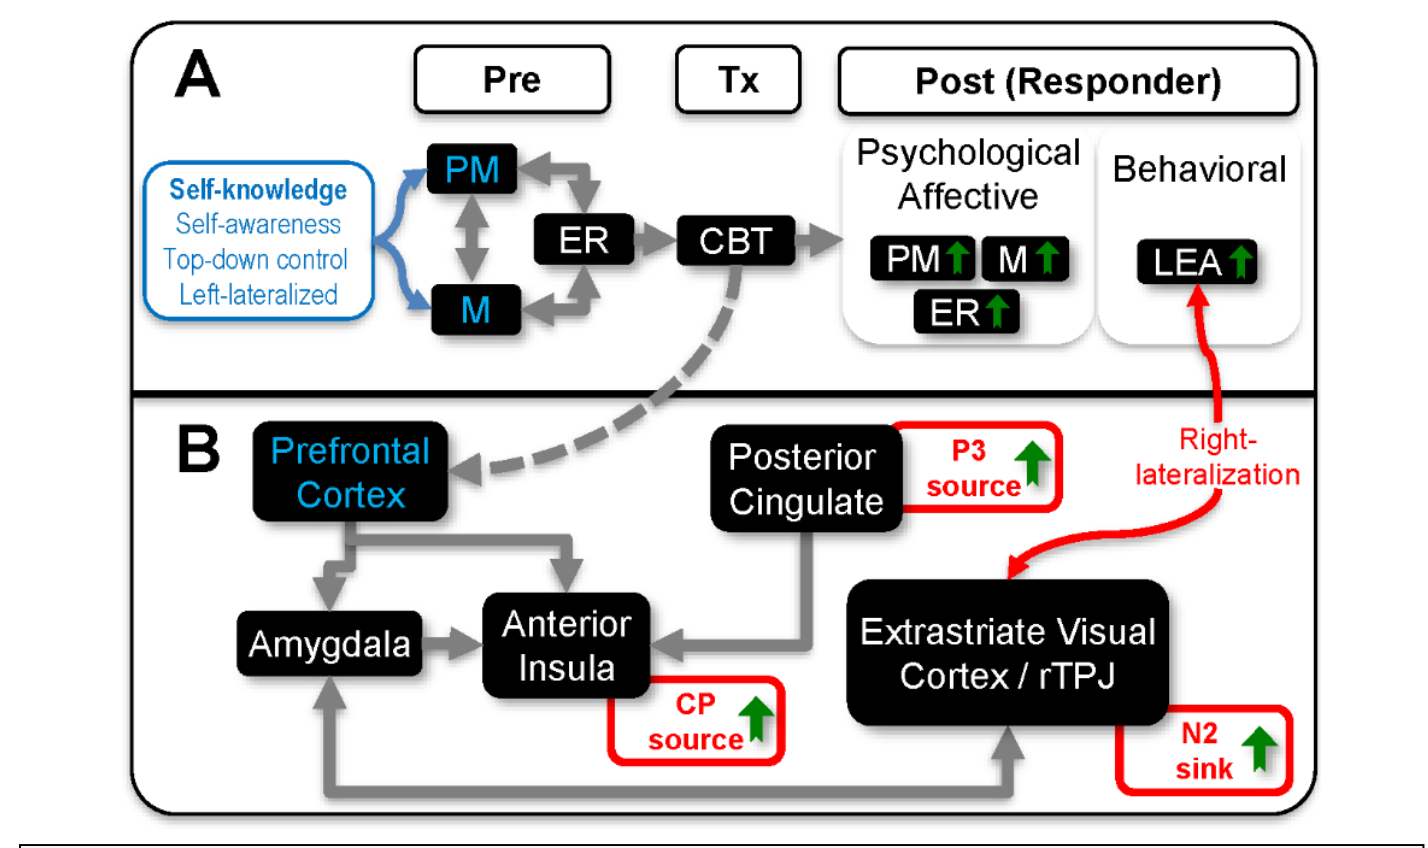 A
Pre
Tx
Post (Responder)
Self-knowledge
Self-awareness
Top-down control
Left-lateralized
PM
M
ER
CBT
Psychological
Affective
PM
M
ER
Behavioral
LEA
B
Prefrontal
Cortex
Posterior
Cingulate
P3
source
Right-
lateralization
Amygdala
Anterior
Insula
CP
source
Extrastriate Visual
Cortex / rTPJ
N2
sink